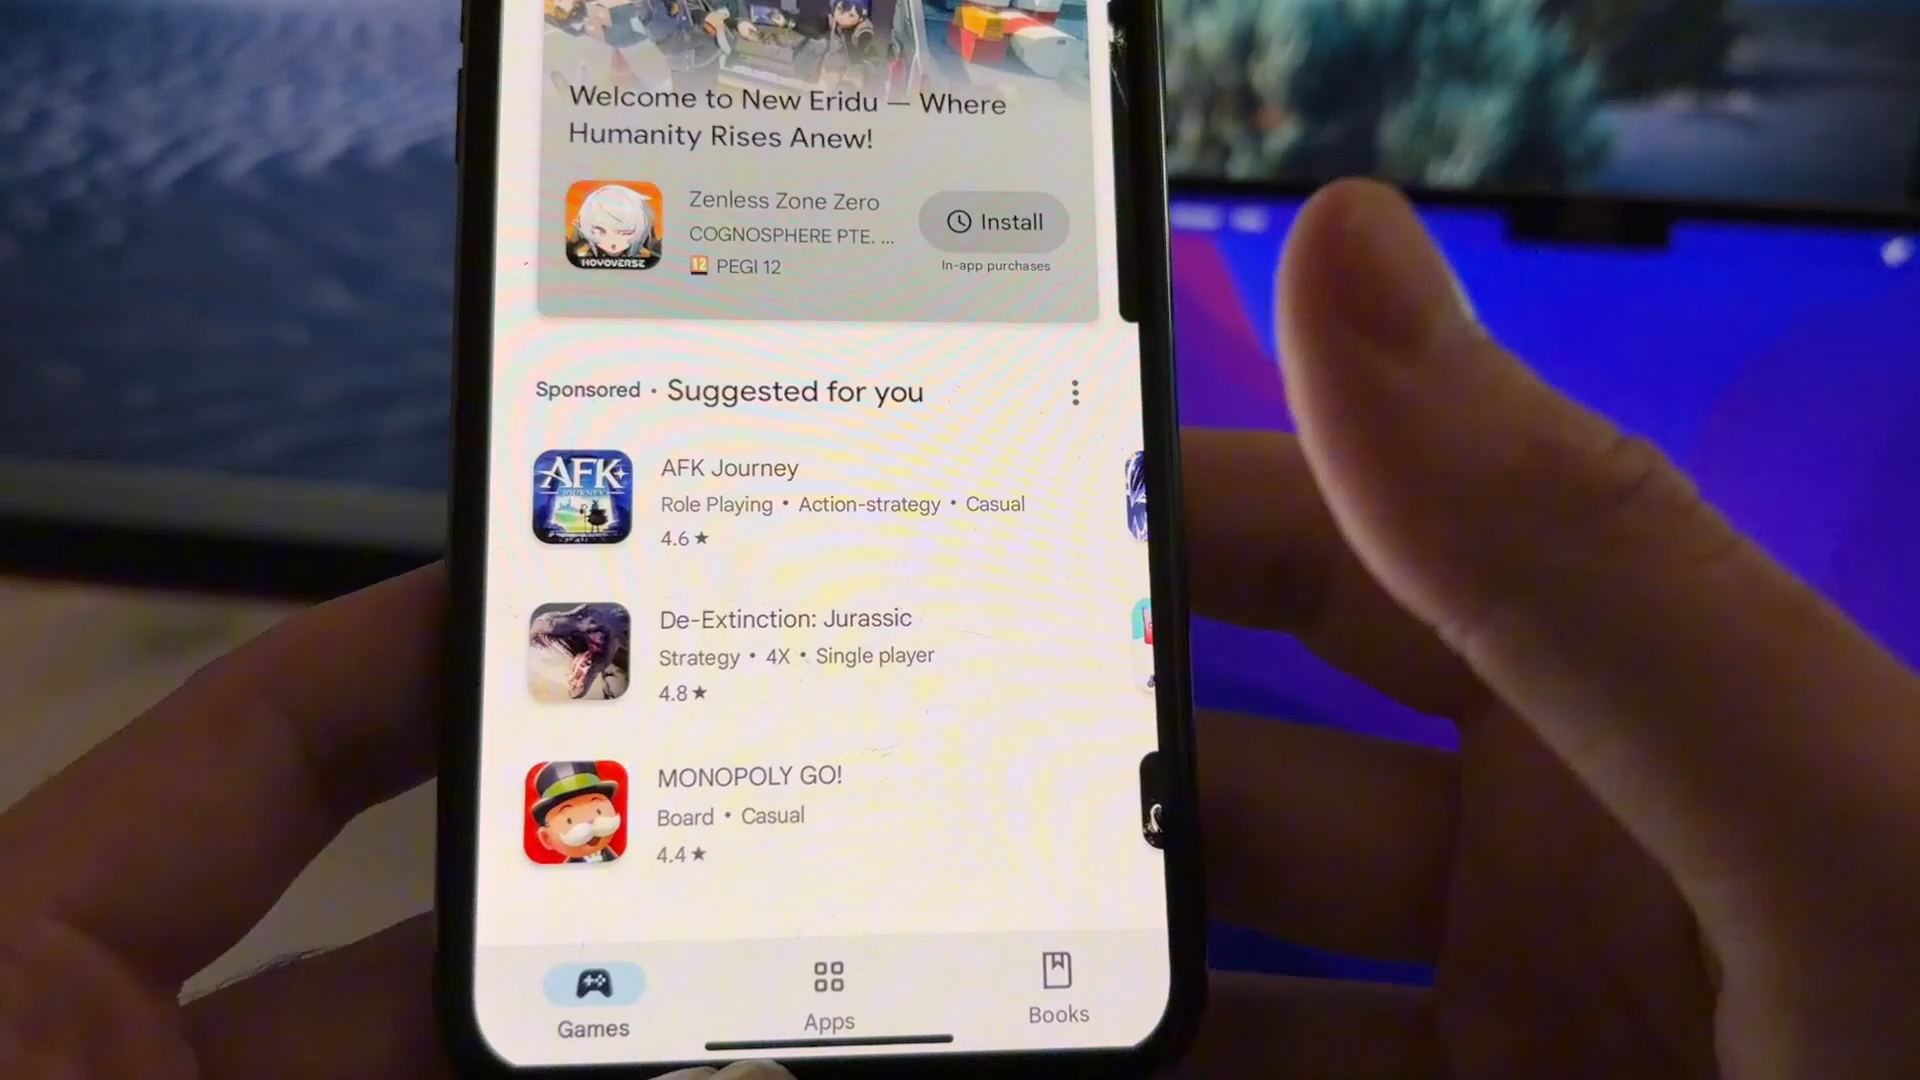 Welcome to New Eridu — Where
Humanity Rises Anew!
Zenless Zone Zero
COGNOSPHERE PTE. ...
12 PEGI 12
Install
In-app purchases
HOYOVERSE
Sponsored • Suggested for you
AFK
JOURNEY
AFK Journey
Role Playing • Action-strategy • Casual
4.6★
De-Extinction: Jurassic
Strategy • 4X • Single player
4.8★
MONOPOLY GO!
Board • Casual
4.4★
Games
Apps
Books